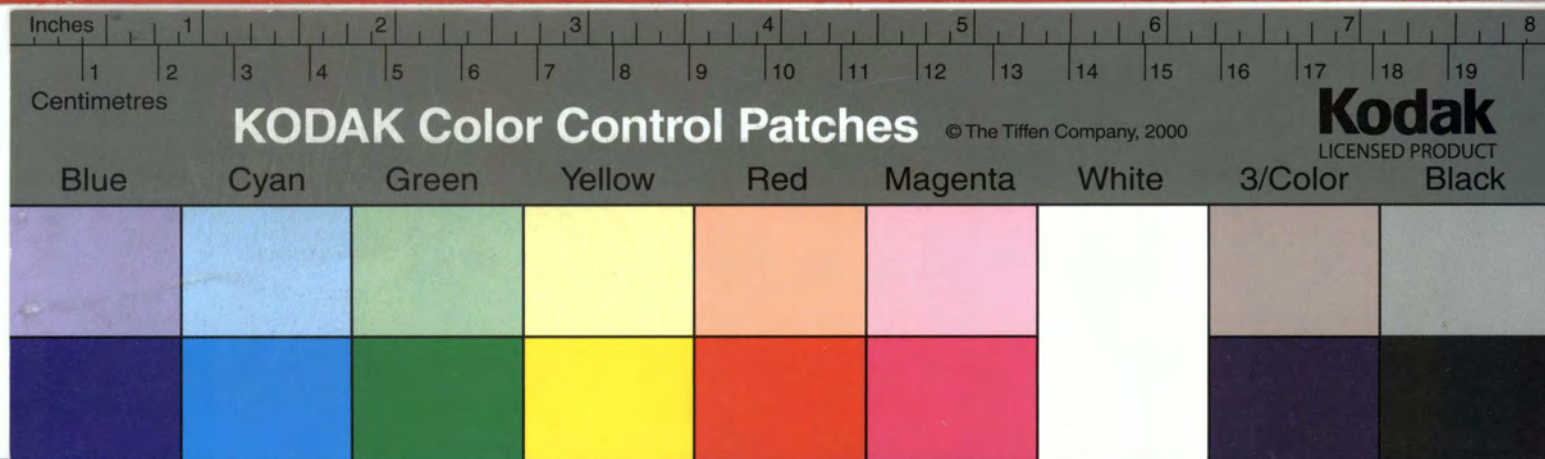 Inches 1 2 3 4 5 6 7 8
1 2 3 4 5 6 7 8 9 10 11 12 13 14 15 16 17 18 19
Centimetres
KODAK Color Control Patches © The Tiffen Company, 2000 Kodak
LICENSED PRODUCT
Blue Cyan Green Yellow Red Magenta White 3/Color Black